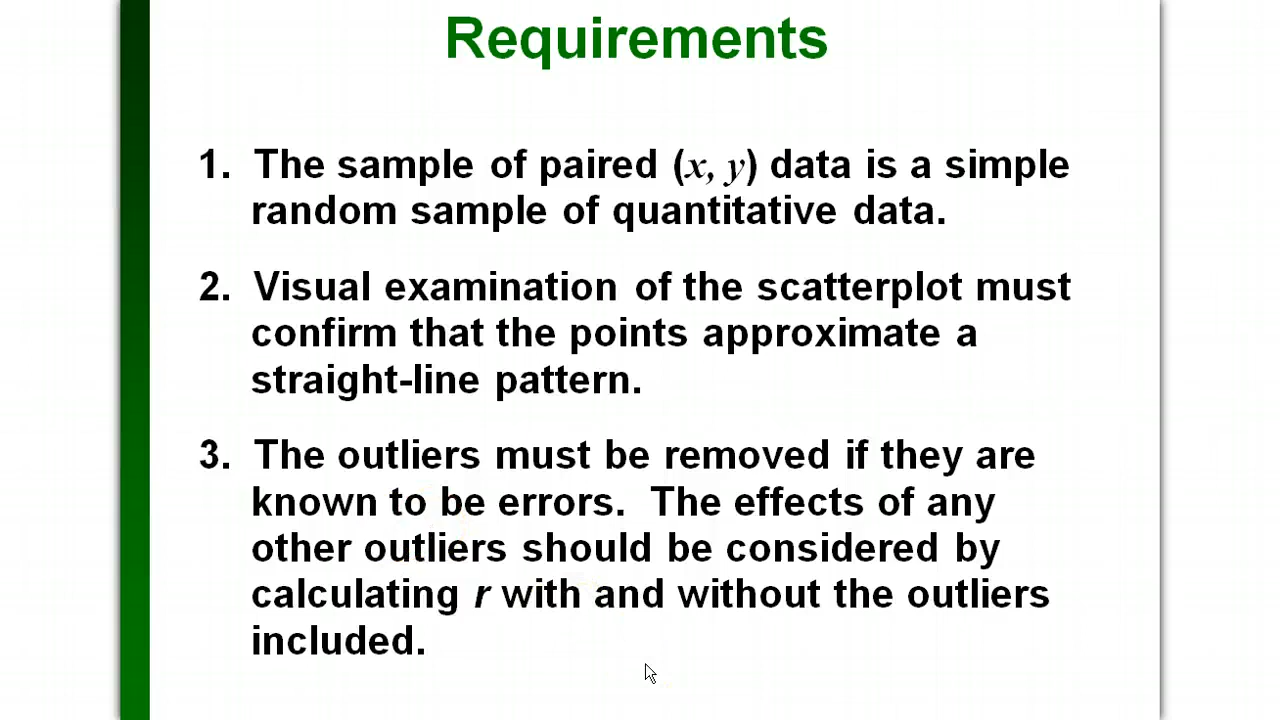 Requirements
1. The sample of paired (x, y) data is a simple
random sample of quantitative data.
2. Visual examination of the scatterplot must
confirm that the points approximate a
straight-line pattern.
3. The outliers must be removed if they are
known to be errors. The effects of any
other outliers should be considered by
calculating r with and without the outliers
included.